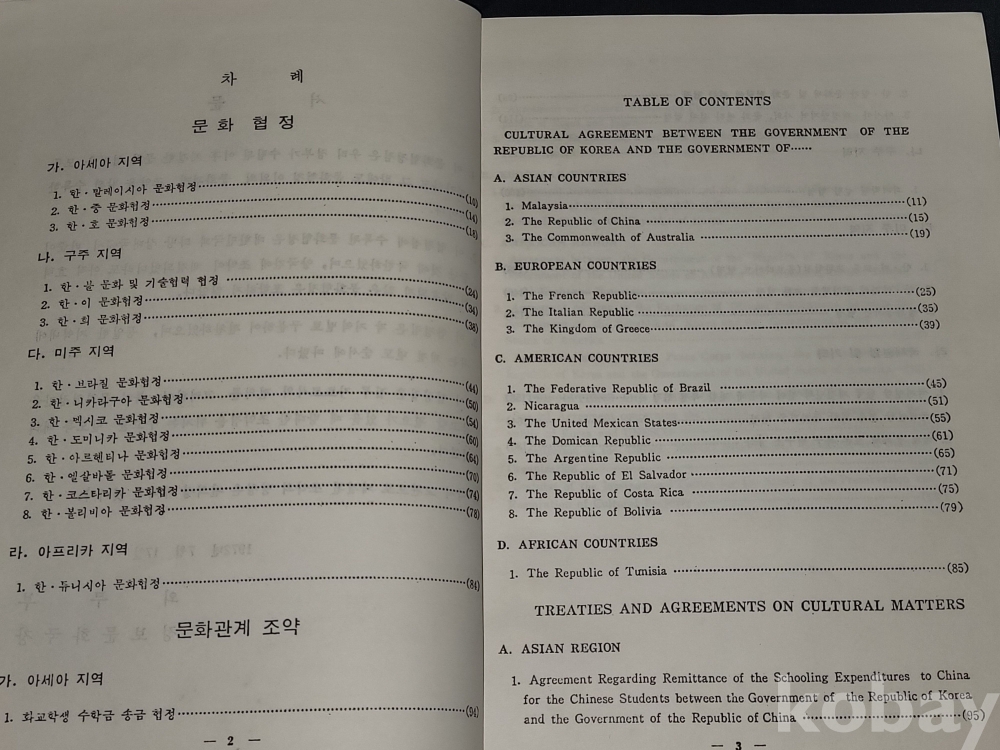 차 례
문 화 협 정
가. 아세아 지역
1. 한·말레이시아 문화협정……(10)
2. 한·중 문화협정……(14)
3. 한·호 문화협정……(18)
나. 구주 지역
1. 한·불 문화 및 기술협력 협정……(24)
2. 한·이 문화협정……(34)
3. 한·희 문화협정……(38)
다. 미주 지역
1. 한·브라질 문화협정……(44)
2. 한·니카라구아 문화협정……(50)
3. 한·멕시코 문화협정……(54)
4. 한·도미니카 문화협정……(60)
5. 한·아르헨티나 문화협정……(64)
6. 한·엘살바돌 문화협정……(70)
7. 한·코스타리카 문화협정……(74)
8. 한·볼리비아 문화협정……(78)
라. 아프리카 지역
1. 한·듀니시아 문화협정……(84)
문화관계 조약
가. 아세아 지역
1. 화교학생 수학금 송금 협정……(94)
— 2 —
TABLE OF CONTENTS
CULTURAL AGREEMENT BETWEEN THE GOVERNMENT OF THE
REPUBLIC OF KOREA AND THE GOVERNMENT OF……
A. ASIAN COUNTRIES
1. Malaysia……(11)
2. The Republic of China ……(15)
3. The Commonwealth of Australia ……(19)
B. EUROPEAN COUNTRIES
1. The French Republic……(25)
2. The Italian Republic ……(35)
3. The Kingdom of Greece……(39)
C. AMERICAN COUNTRIES
1. The Federative Republic of Brazil ……(45)
2. Nicaragua ……(51)
3. The United Mexican States……(55)
4. The Domican Republic ……(61)
5. The Argentine Republic ……(65)
6. The Republic of El Salvador ……(71)
7. The Republic of Costa Rica ……(75)
8. The Republic of Bolivia ……(79)
D. AFRICAN COUNTRIES
1. The Republic of Tunisia ……(85)
TREATIES AND AGREEMENTS ON CULTURAL MATTERS
A. ASIAN REGION
1. Agreement Regarding Remittance of the Schooling Expenditures to China
for the Chinese Students between the Government of the Republic of Korea
and the Government of the Republic of China ……(95)
— 3 —
kobay